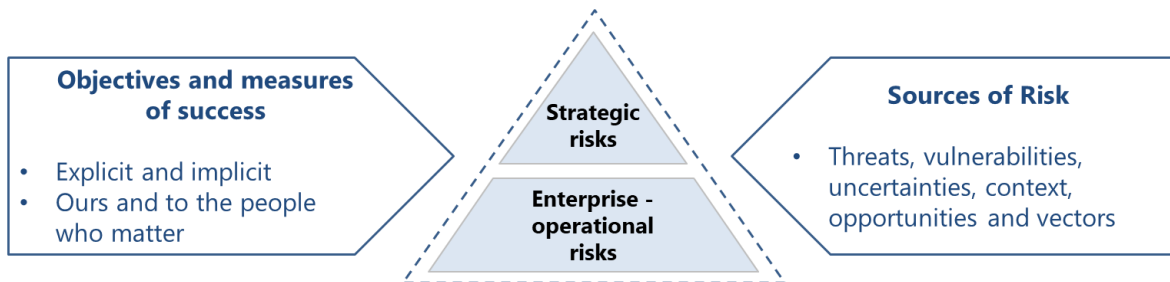 Objectives and measures
of success
• Explicit and implicit
• Ours and to the people
who matter
Strategic
risks
Enterprise -
operational
risks
Sources of Risk
• Threats, vulnerabilities,
uncertainties, context,
opportunities and vectors